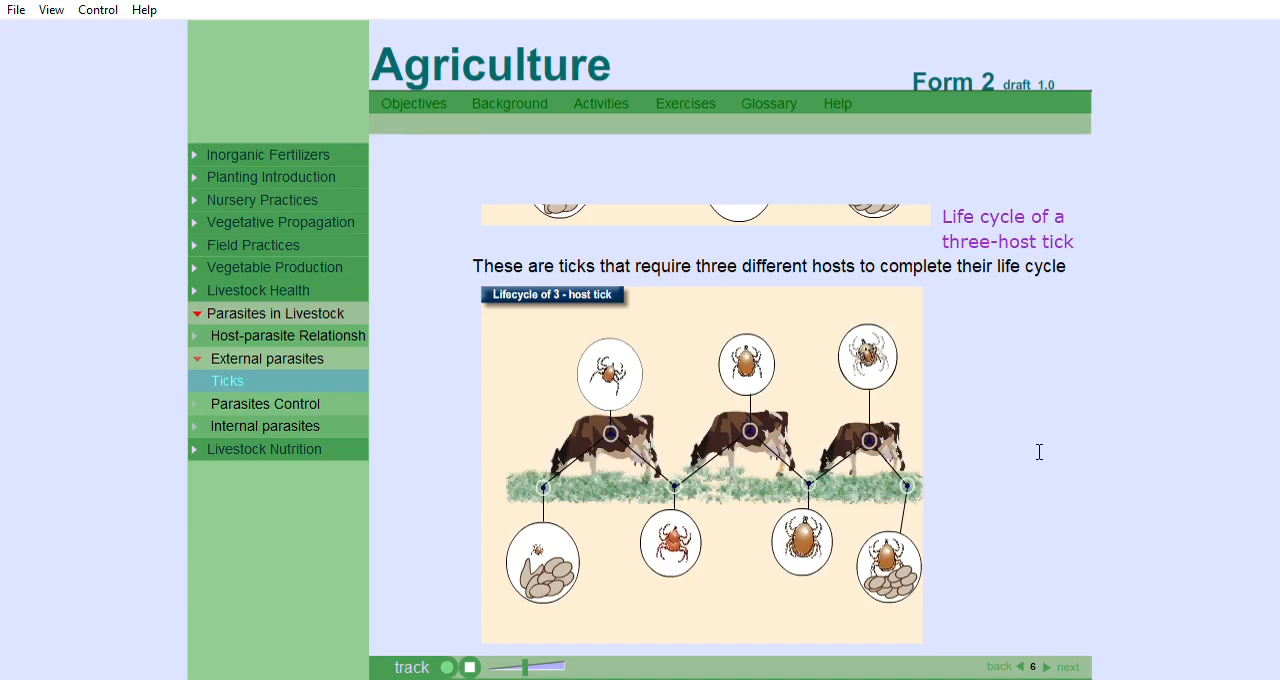 File View Control Help
Agriculture
Form 2 draft 1.0
Objectives Background Activities Exercises Glossary Help
Inorganic Fertilizers
Planting Introduction
Nursery Practices
Vegetative Propagation
Field Practices
Vegetable Production
Livestock Health
Parasites in Livestock
Host-parasite Relationsh
External parasites
Ticks
Parasites Control
Internal parasites
Livestock Nutrition
Life cycle of a
three-host tick
These are ticks that require three different hosts to complete their life cycle
Lifecycle of 3 - host tick
track
back 6 next